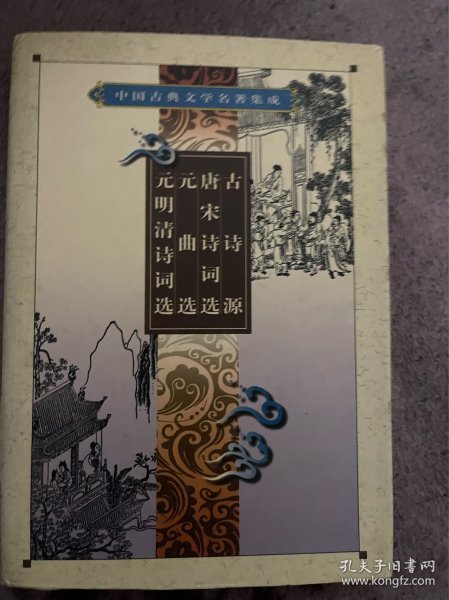 中国古典文学名著集成
古诗源
唐宋诗词选
元曲选
元明清诗词选
孔夫子旧书网
www.kongfz.com